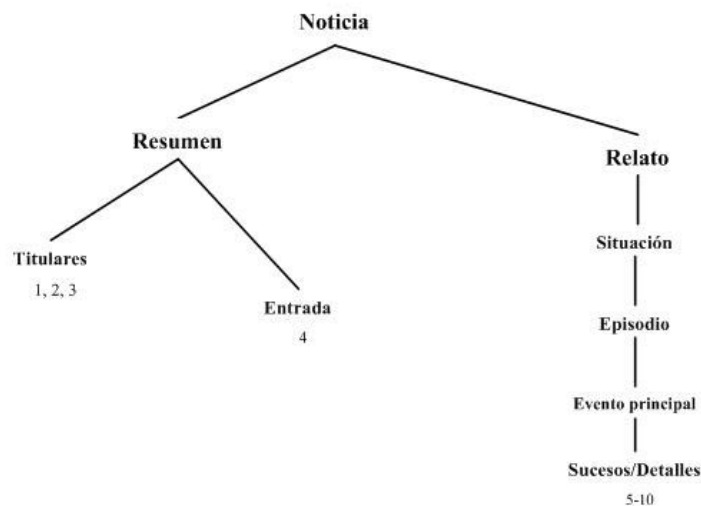 Noticia
Resumen
Relato
Titulares
1, 2, 3
Entrada
4
Situación
Episodio
Evento principal
Sucesos/Detalles
5-10